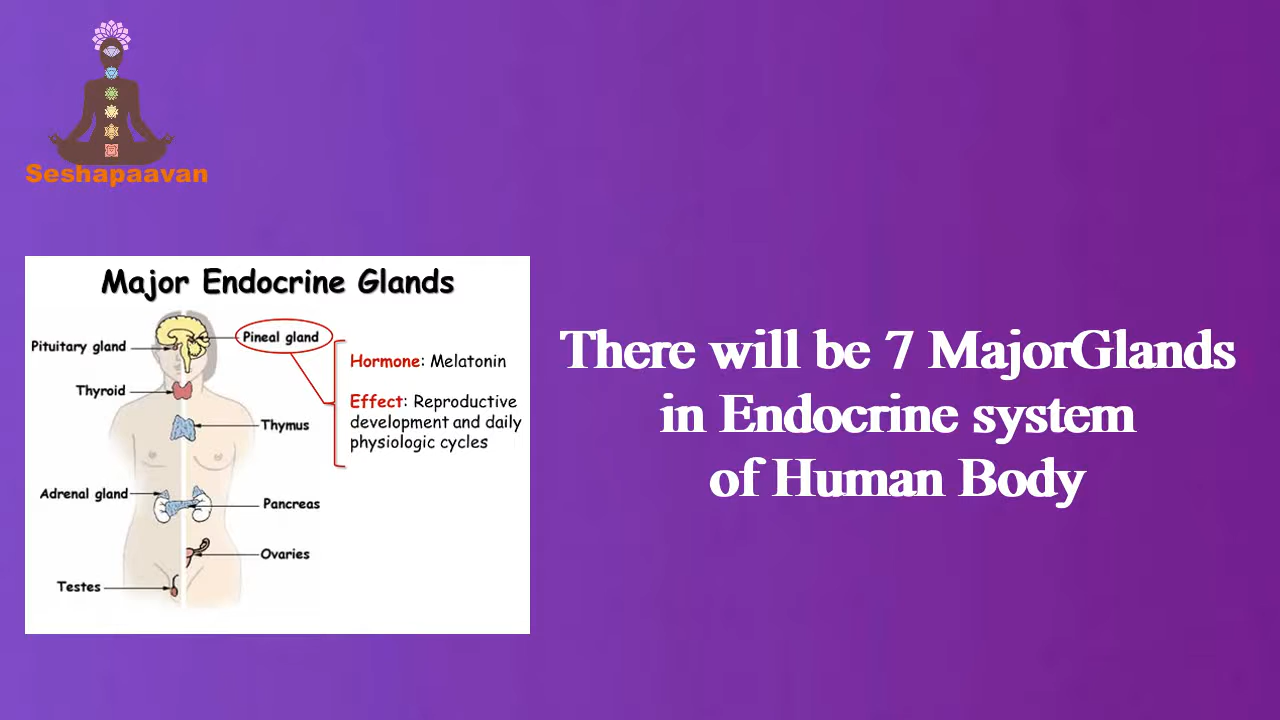 Seshapaavan
Major Endocrine Glands
Pituitary gland
Pineal gland
Thyroid
Thymus
Adrenal gland
Pancreas
Ovaries
Testes
Hormone: Melatonin
Effect: Reproductive
development and daily
physiologic cycles
There will be 7 MajorGlands
in Endocrine system
of Human Body